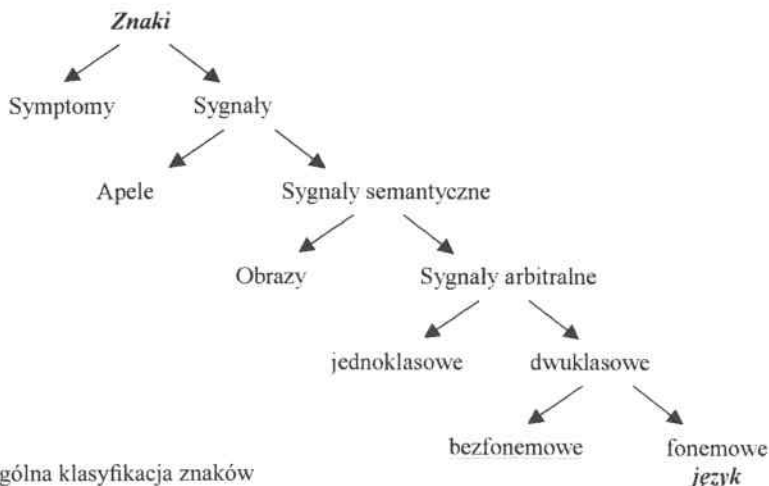 Znaki
Symptomy Sygnały
Apele Sygnały semantyczne
Obrazy Sygnały arbitralne
jednoklasowe dwuklasowe
bezfonemowe fonemowe
gólna klasyfikacja znaków język